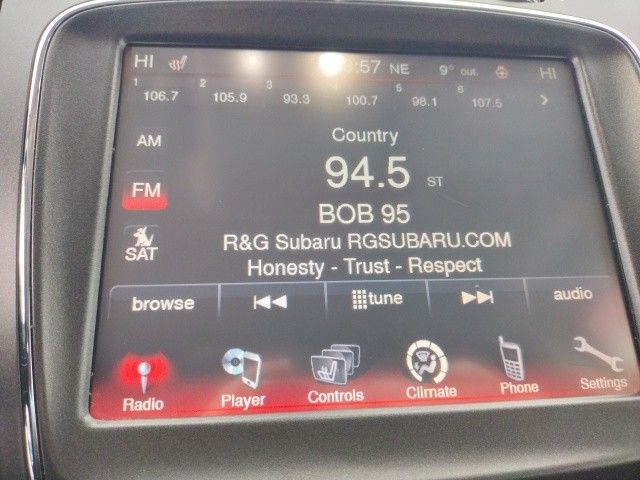 HI :57 NE 9° out. HI
1 2 3 4 5 6
106.7 105.9 93.3 100.7 98.1 107.5
AM
Country
FM
94.5 ST
BOB 95
SAT
R&G Subaru RGSUBARU.COM
Honesty - Trust - Respect
browse tune audio
Radio Player Controls Climate Phone Settings